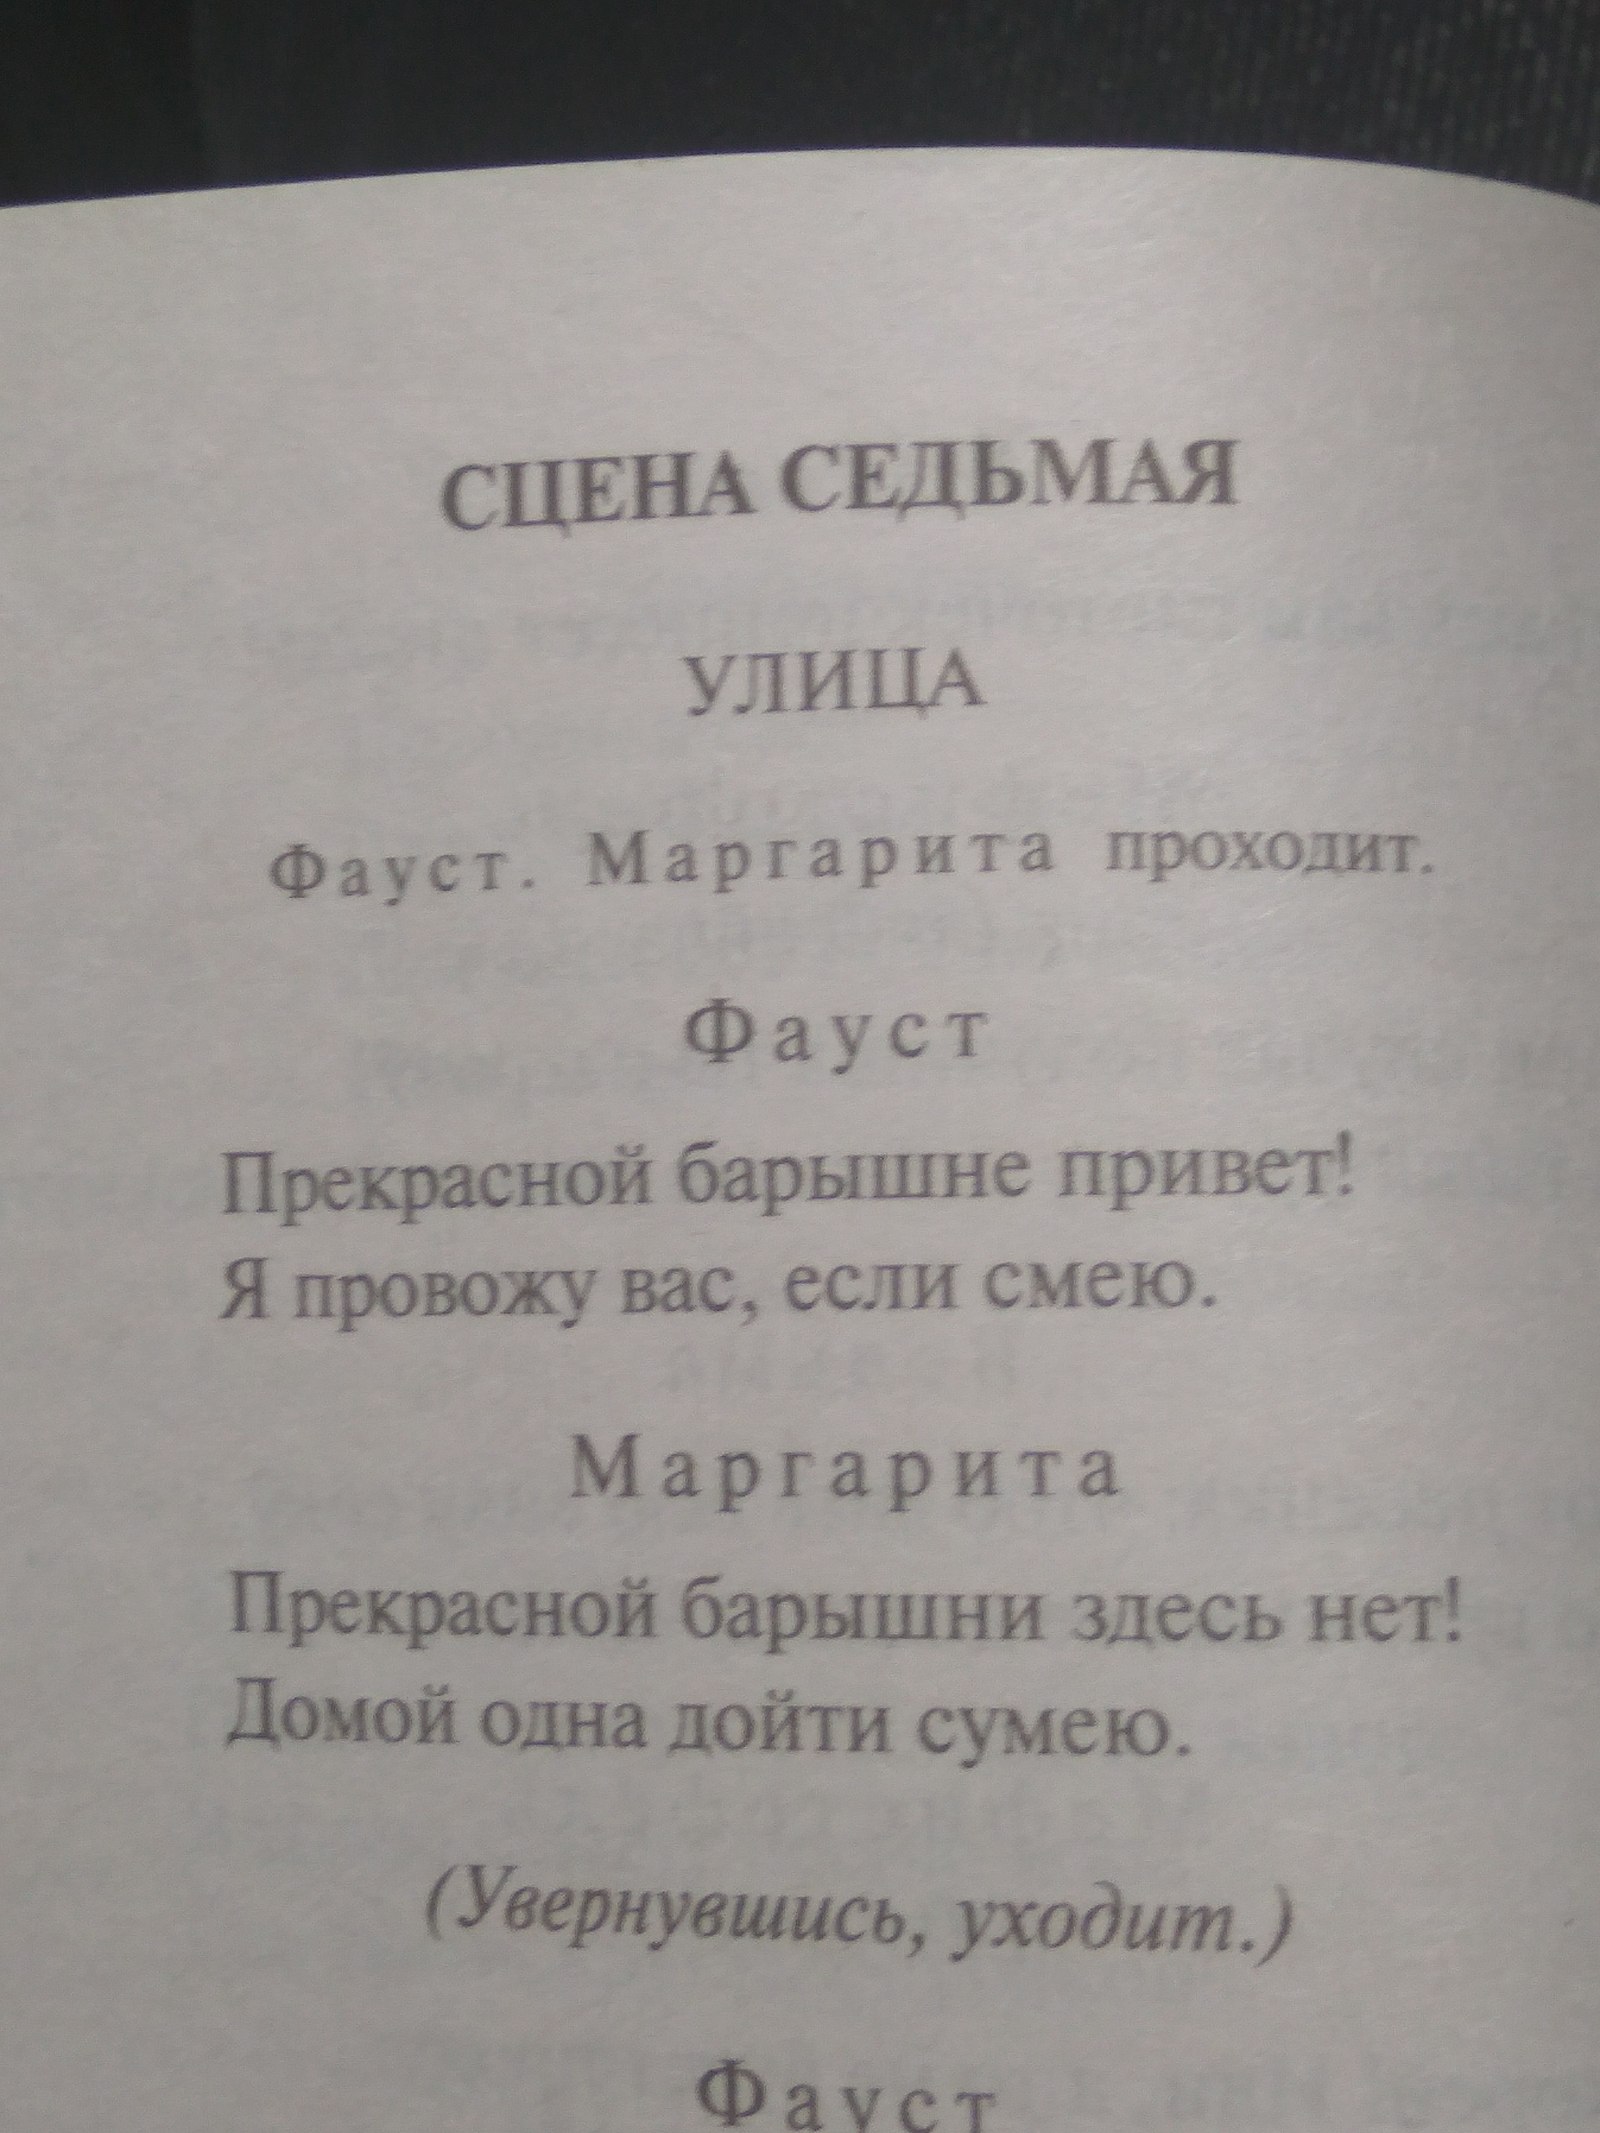 СЦЕНА СЕДЬМАЯ
УЛИЦА
Фауст. Маргарита проходит.
Фауст
Прекрасной барышне привет!
Я провожу вас, если смею.
Маргарита
Прекрасной барышни здесь нет!
Домой одна дойти сумею.
(Увернувшись, уходит.)
Фауст